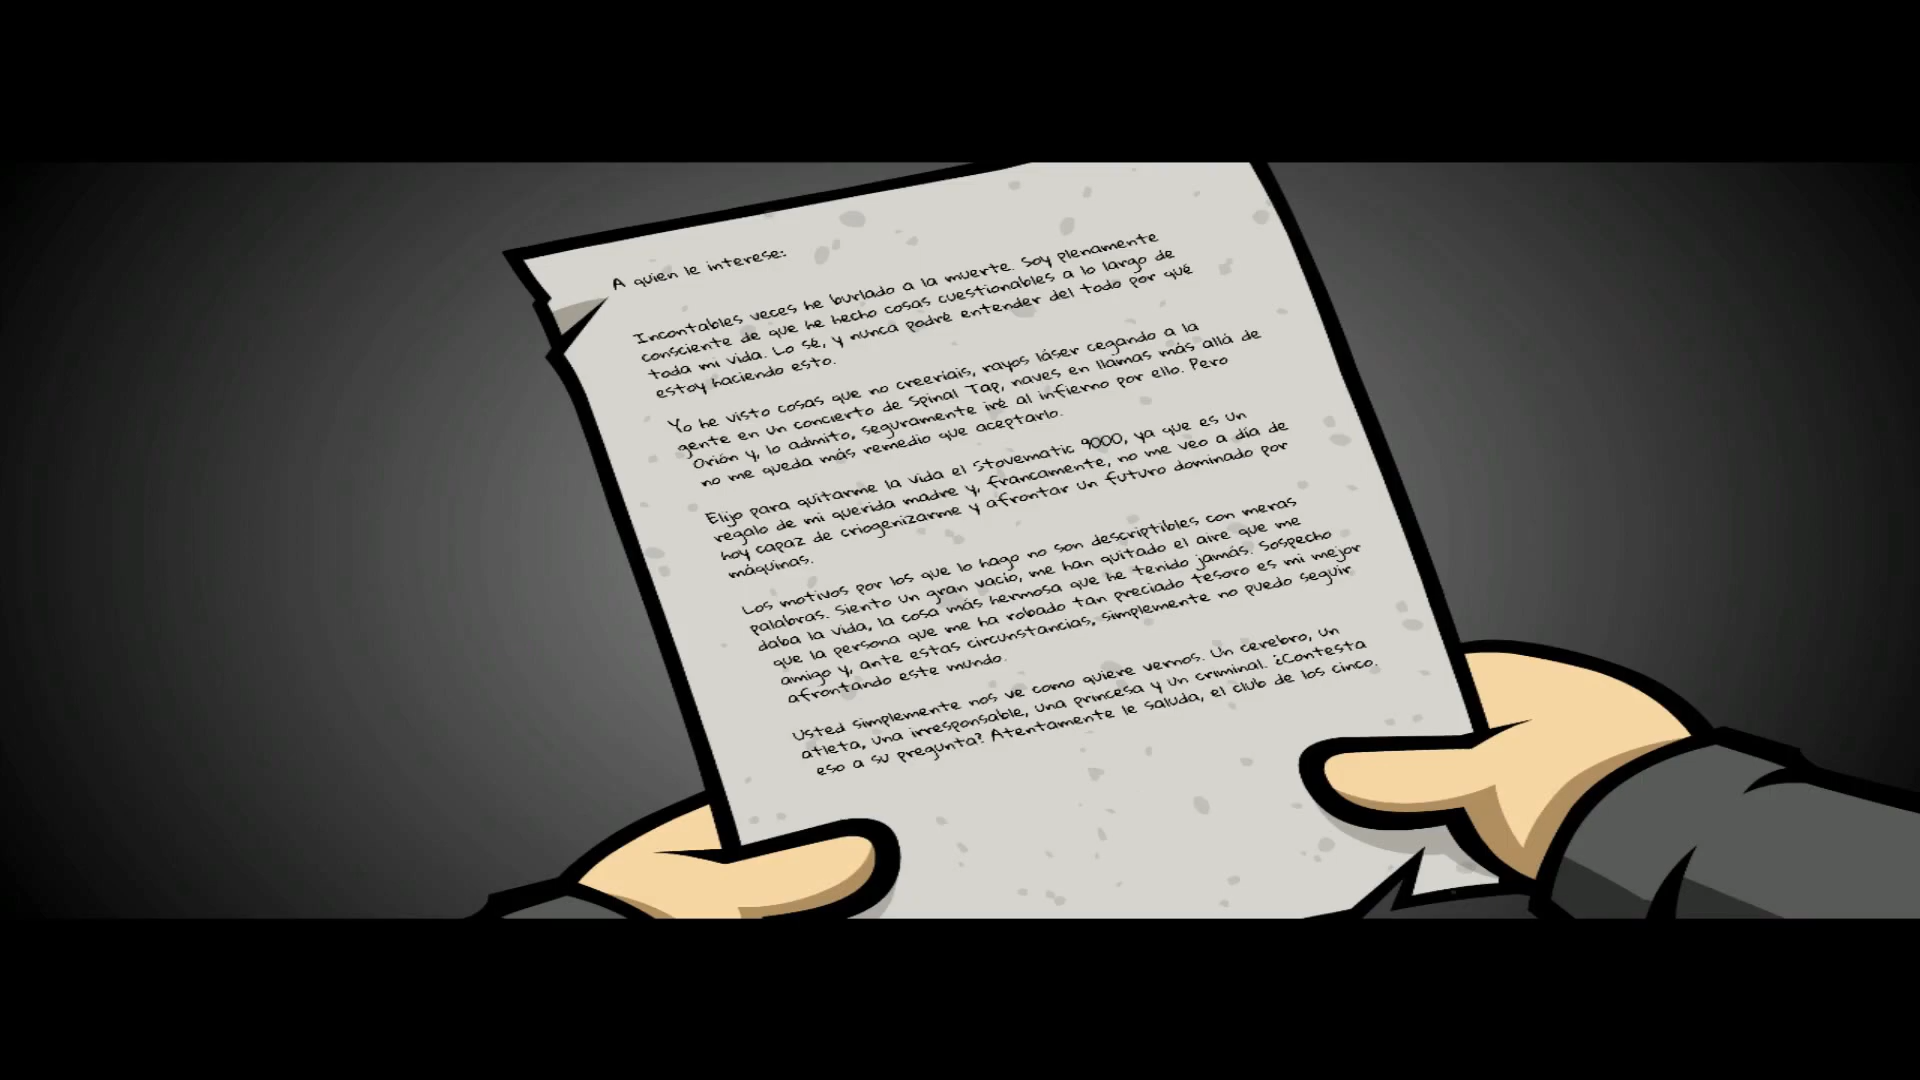 A quien le interese:
Incontables veces he burlado a la muerte. Soy plenamente
consciente de que he hecho cosas cuestionables a lo largo de
toda mi vida. Lo sé, y nunca podré entender del todo por qué
estoy haciendo esto.
Yo he visto cosas que no creeríais, rayos láser cegando a la
gente en un concierto de Spinal Tap, naves en llamas más allá de
Orión y, lo admito, seguramente iré al infierno por ello. Pero
no me queda más remedio que aceptarlo.
Elijo para quitarme la vida el Stovematic 9000, ya que es un
regalo de mi querida madre y, francamente, no me veo a día de
hoy capaz de criogenizarme y afrontar un futuro dominado por
máquinas.
Los motivos por los que lo hago no son descriptibles con meras
palabras. Siento un gran vacío, me han quitado el aire que me
daba la vida, la cosa más hermosa que he tenido jamás. Sospecho
que la persona que me ha robado tan preciado tesoro es mi mejor
amigo y, ante estas circunstancias, simplemente no puedo seguir
afrontando este mundo.
Usted simplemente nos ve como quiere vernos. Un cerebro, un
atleta, una irresponsable, una princesa y un criminal. ¿Contesta
eso a su pregunta? Atentamente le saluda, el club de los cinco.